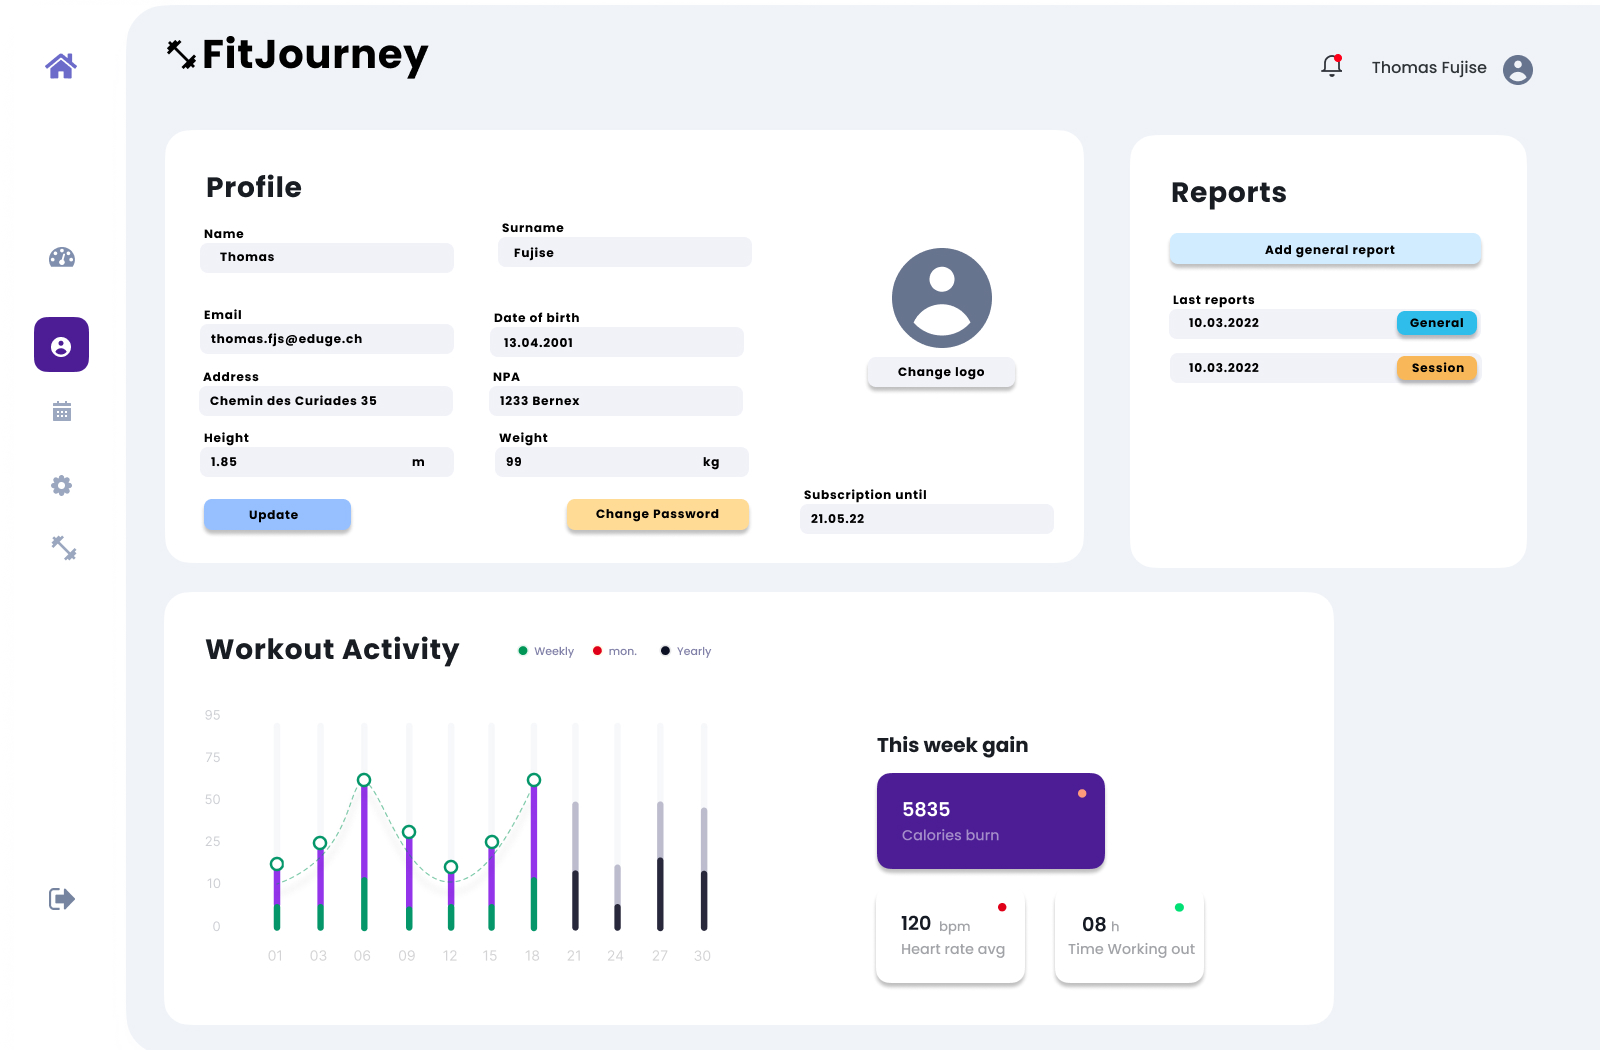 FitJourney
Thomas Fujise
Profile
Name
Thomas
Surname
Fujise
Email
thomas.fjs@eduge.ch
Date of birth
13.04.2001
Address
Chemin des Curiades 35
NPA
1233 Bernex
Height
1.85 m
Weight
99 kg
Update
Change Password
Change logo
Subscription until
21.05.22
Reports
Add general report
Last reports
10.03.2022 General
10.03.2022 Session
Workout Activity
Weekly mon. Yearly
95
75
50
25
10
0
01 03 06 09 12 15 18 21 24 27 30
This week gain
5835
Calories burn
120 bpm
Heart rate avg
08 h
Time Working out